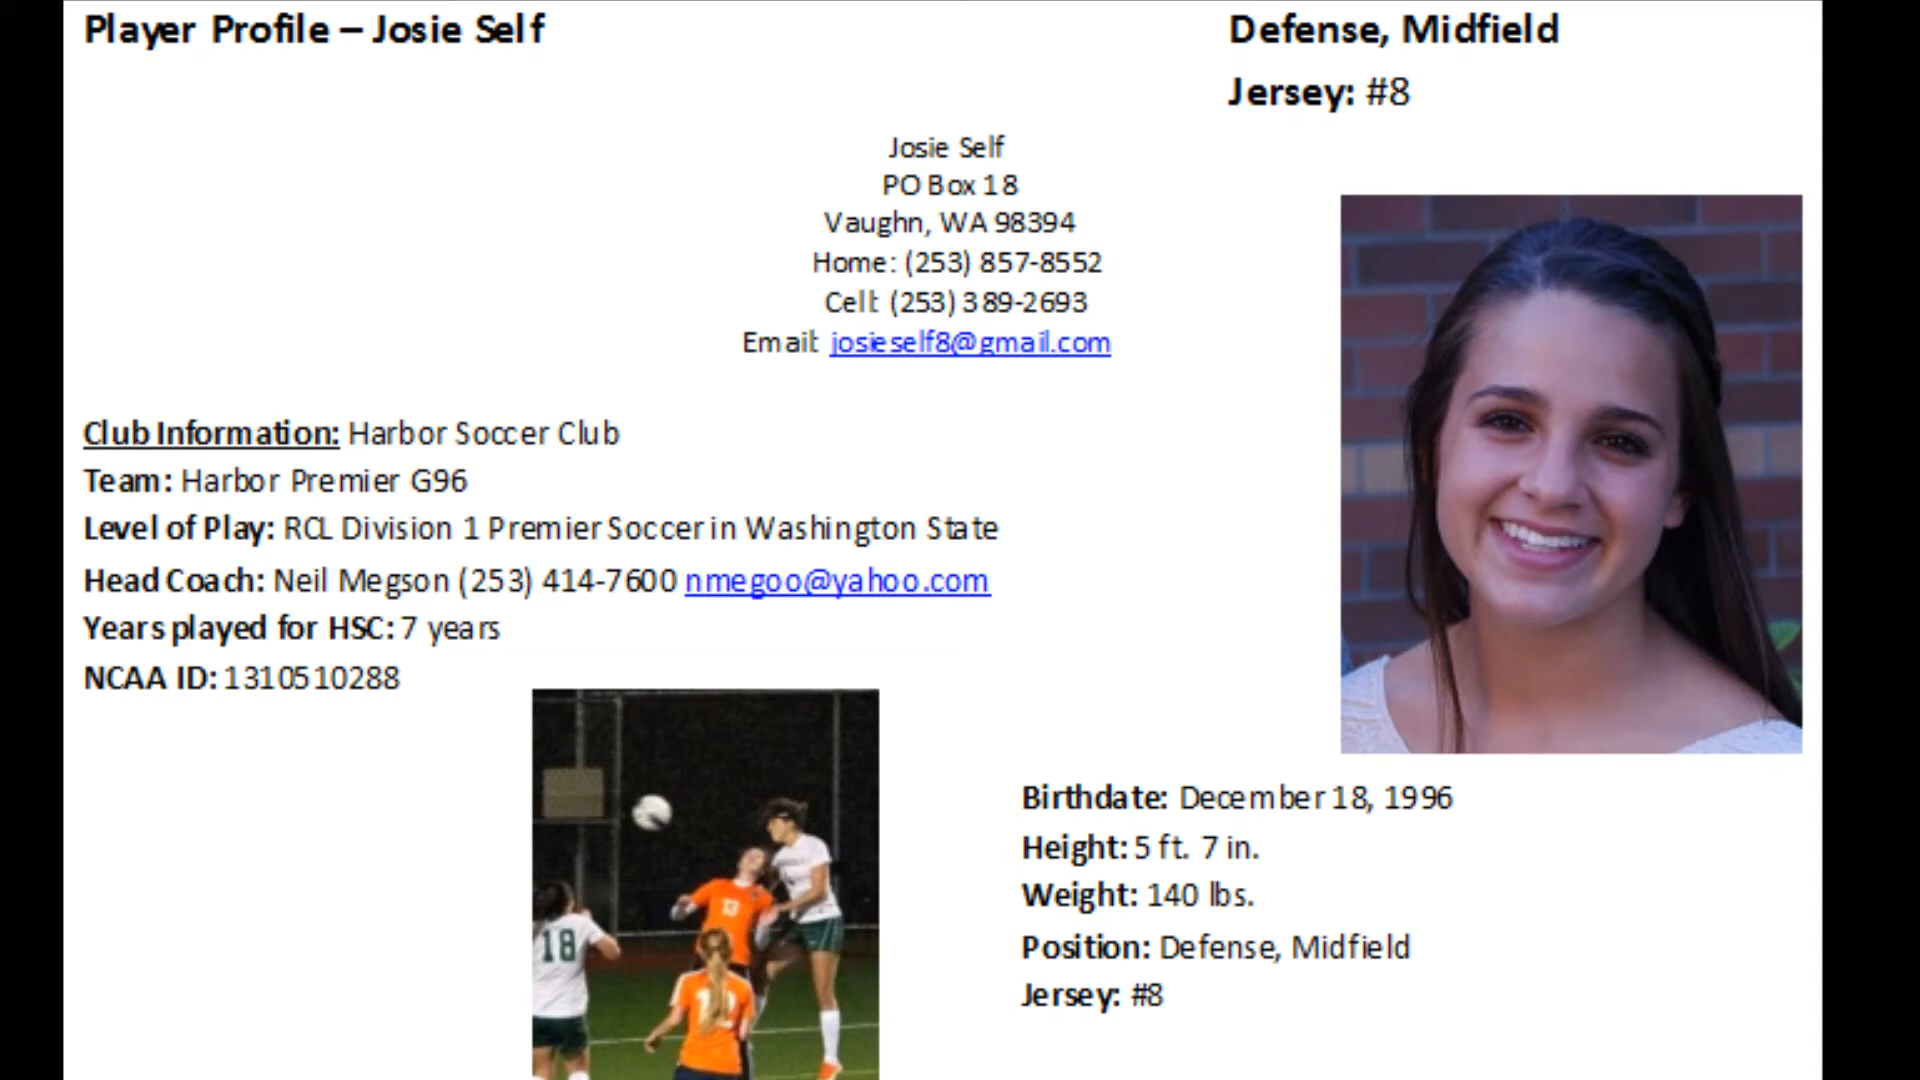 Player Profile – Josie Self
Defense, Midfield
Jersey: #8
Josie Self
PO Box 18
Vaughn, WA 98394
Home: (253) 857-8552
Cell: (253) 389-2693
Email: josieself8@gmail.com
Club Information: Harbor Soccer Club
Team: Harbor Premier G96
Level of Play: RCL Division 1 Premier Soccer in Washington State
Head Coach: Neil Megson (253) 414-7600 nmegoo@yahoo.com
Years played for HSC: 7 years
NCAA ID: 1310510288
Birthdate: December 18, 1996
Height: 5 ft. 7 in.
Weight: 140 lbs.
Position: Defense, Midfield
Jersey: #8
13
18